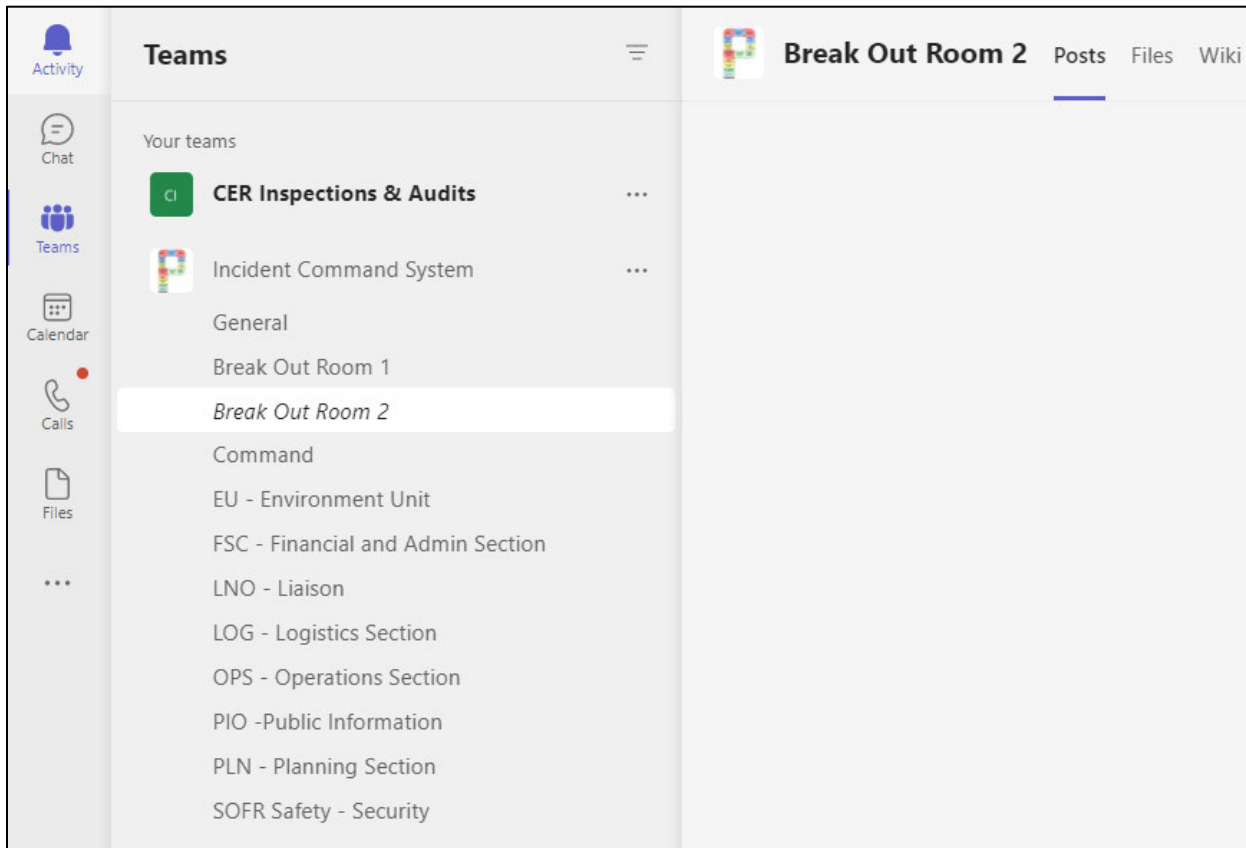 Activity
Chat
Teams
Calendar
Calls
Files
Teams
Your teams
CI
CER Inspections & Audits
Incident Command System
General
Break Out Room 1
Break Out Room 2
Command
EU - Environment Unit
FSC - Financial and Admin Section
LNO - Liaison
LOG - Logistics Section
OPS - Operations Section
PIO -Public Information
PLN - Planning Section
SOFR Safety - Security
Break Out Room 2 Posts Files Wiki